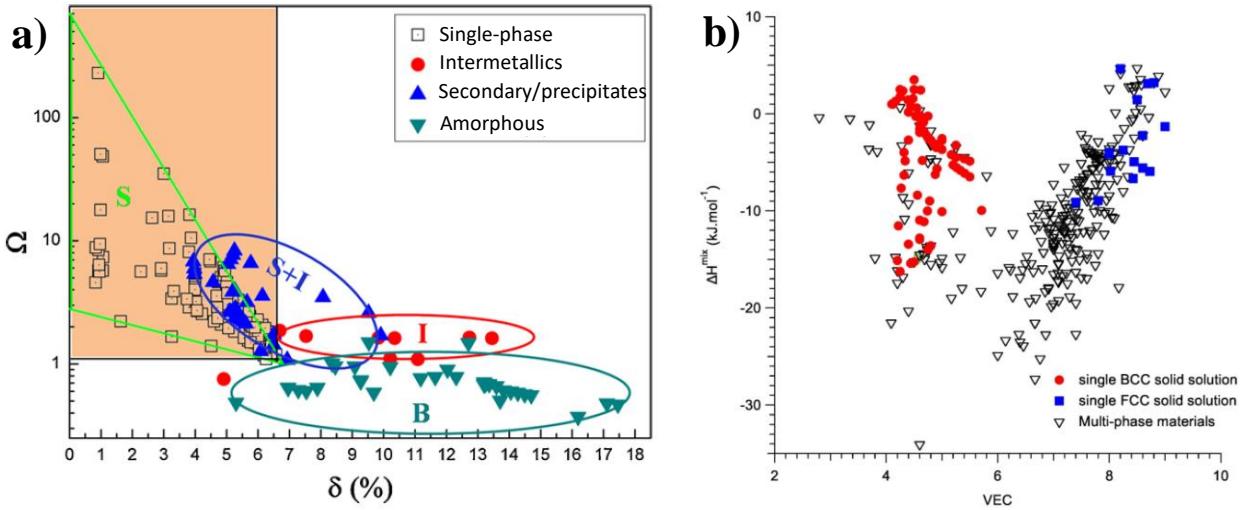 a)
Single-phase
Intermetallics
Secondary/precipitates
Amorphous
S
S+I
I
B
100
10
1
Ω
0 1 2 3 4 5 6 7 8 9 10 11 12 13 14 15 16 17 18
δ (%)
b)
10
0
-10
-20
-30
ΔHᵐⁱˣ (kJ.mol⁻¹)
single BCC solid solution
single FCC solid solution
Multi-phase materials
2 4 6 8 10
VEC